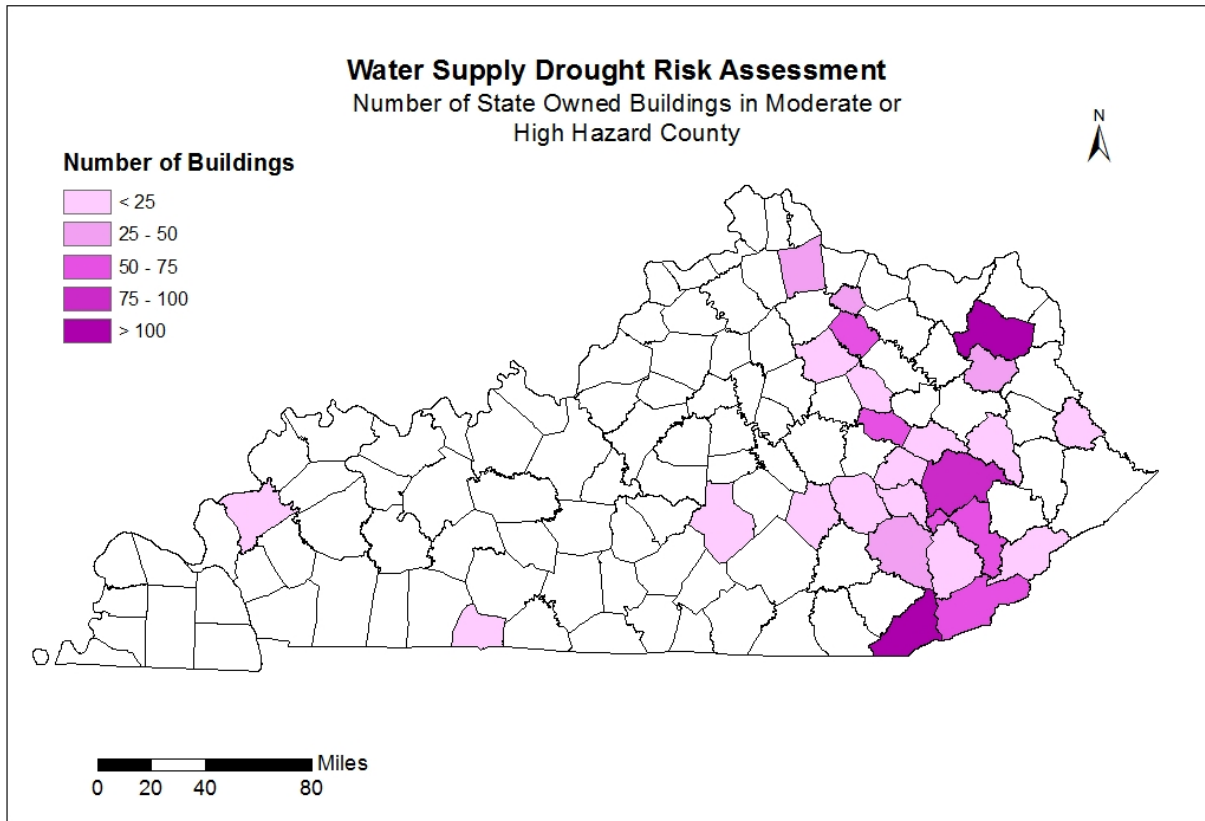 Water Supply Drought Risk Assessment
Number of State Owned Buildings in Moderate or
High Hazard County
N
Number of Buildings
< 25
25 - 50
50 - 75
75 - 100
> 100
Miles
0 20 40 80